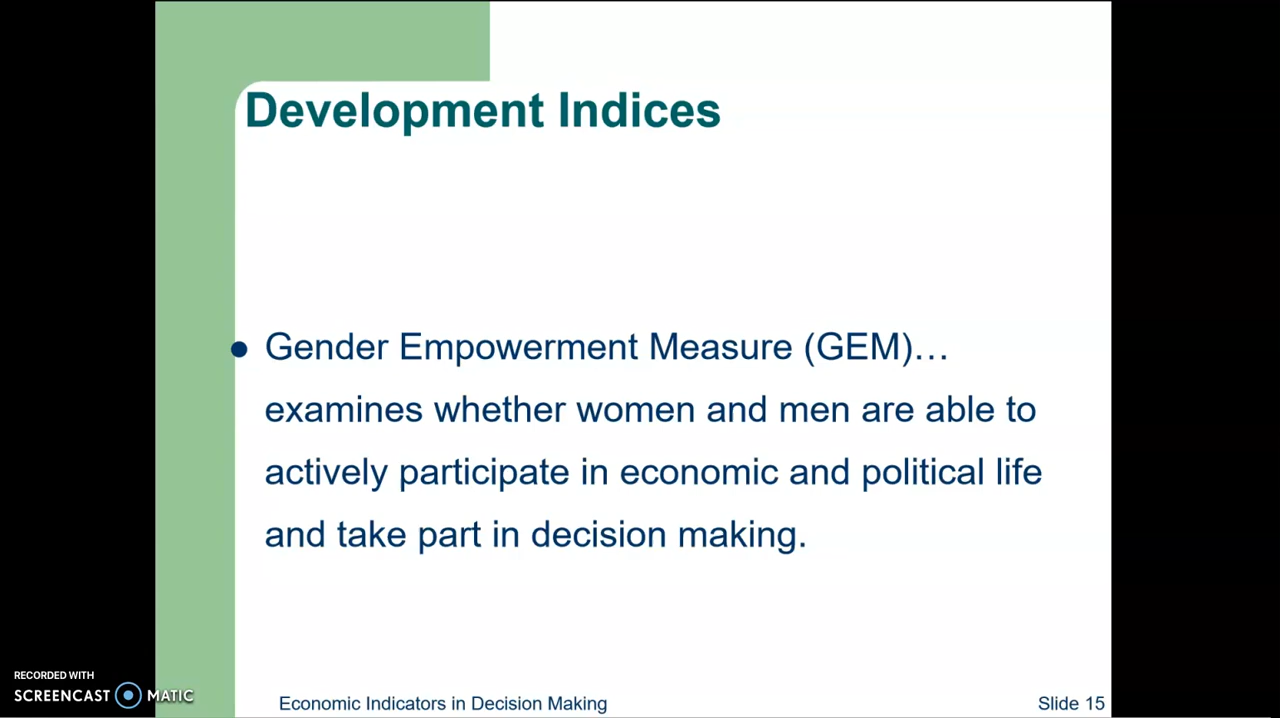 Development Indices
● Gender Empowerment Measure (GEM)…
examines whether women and men are able to
actively participate in economic and political life
and take part in decision making.
RECORDED WITH
SCREENCAST MATIC
Economic Indicators in Decision Making
Slide 15